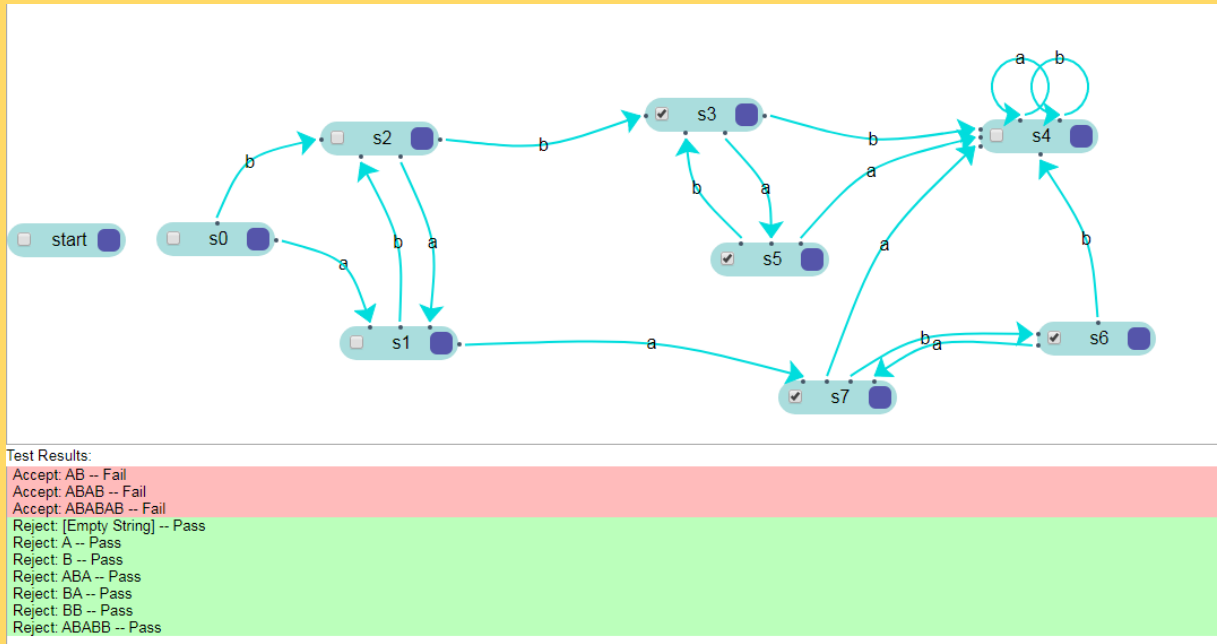 a b
s3
s2 b s4
b b
a
b a
start s0 b a
b a a b
a
s5
s1 a b s6
a
s7
Test Results:
Accept: AB -- Fail
Accept: ABAB -- Fail
Accept: ABABAB -- Fail
Reject: [Empty String] -- Pass
Reject: A -- Pass
Reject: B -- Pass
Reject: ABA -- Pass
Reject: BA -- Pass
Reject: BB -- Pass
Reject: ABABB -- Pass